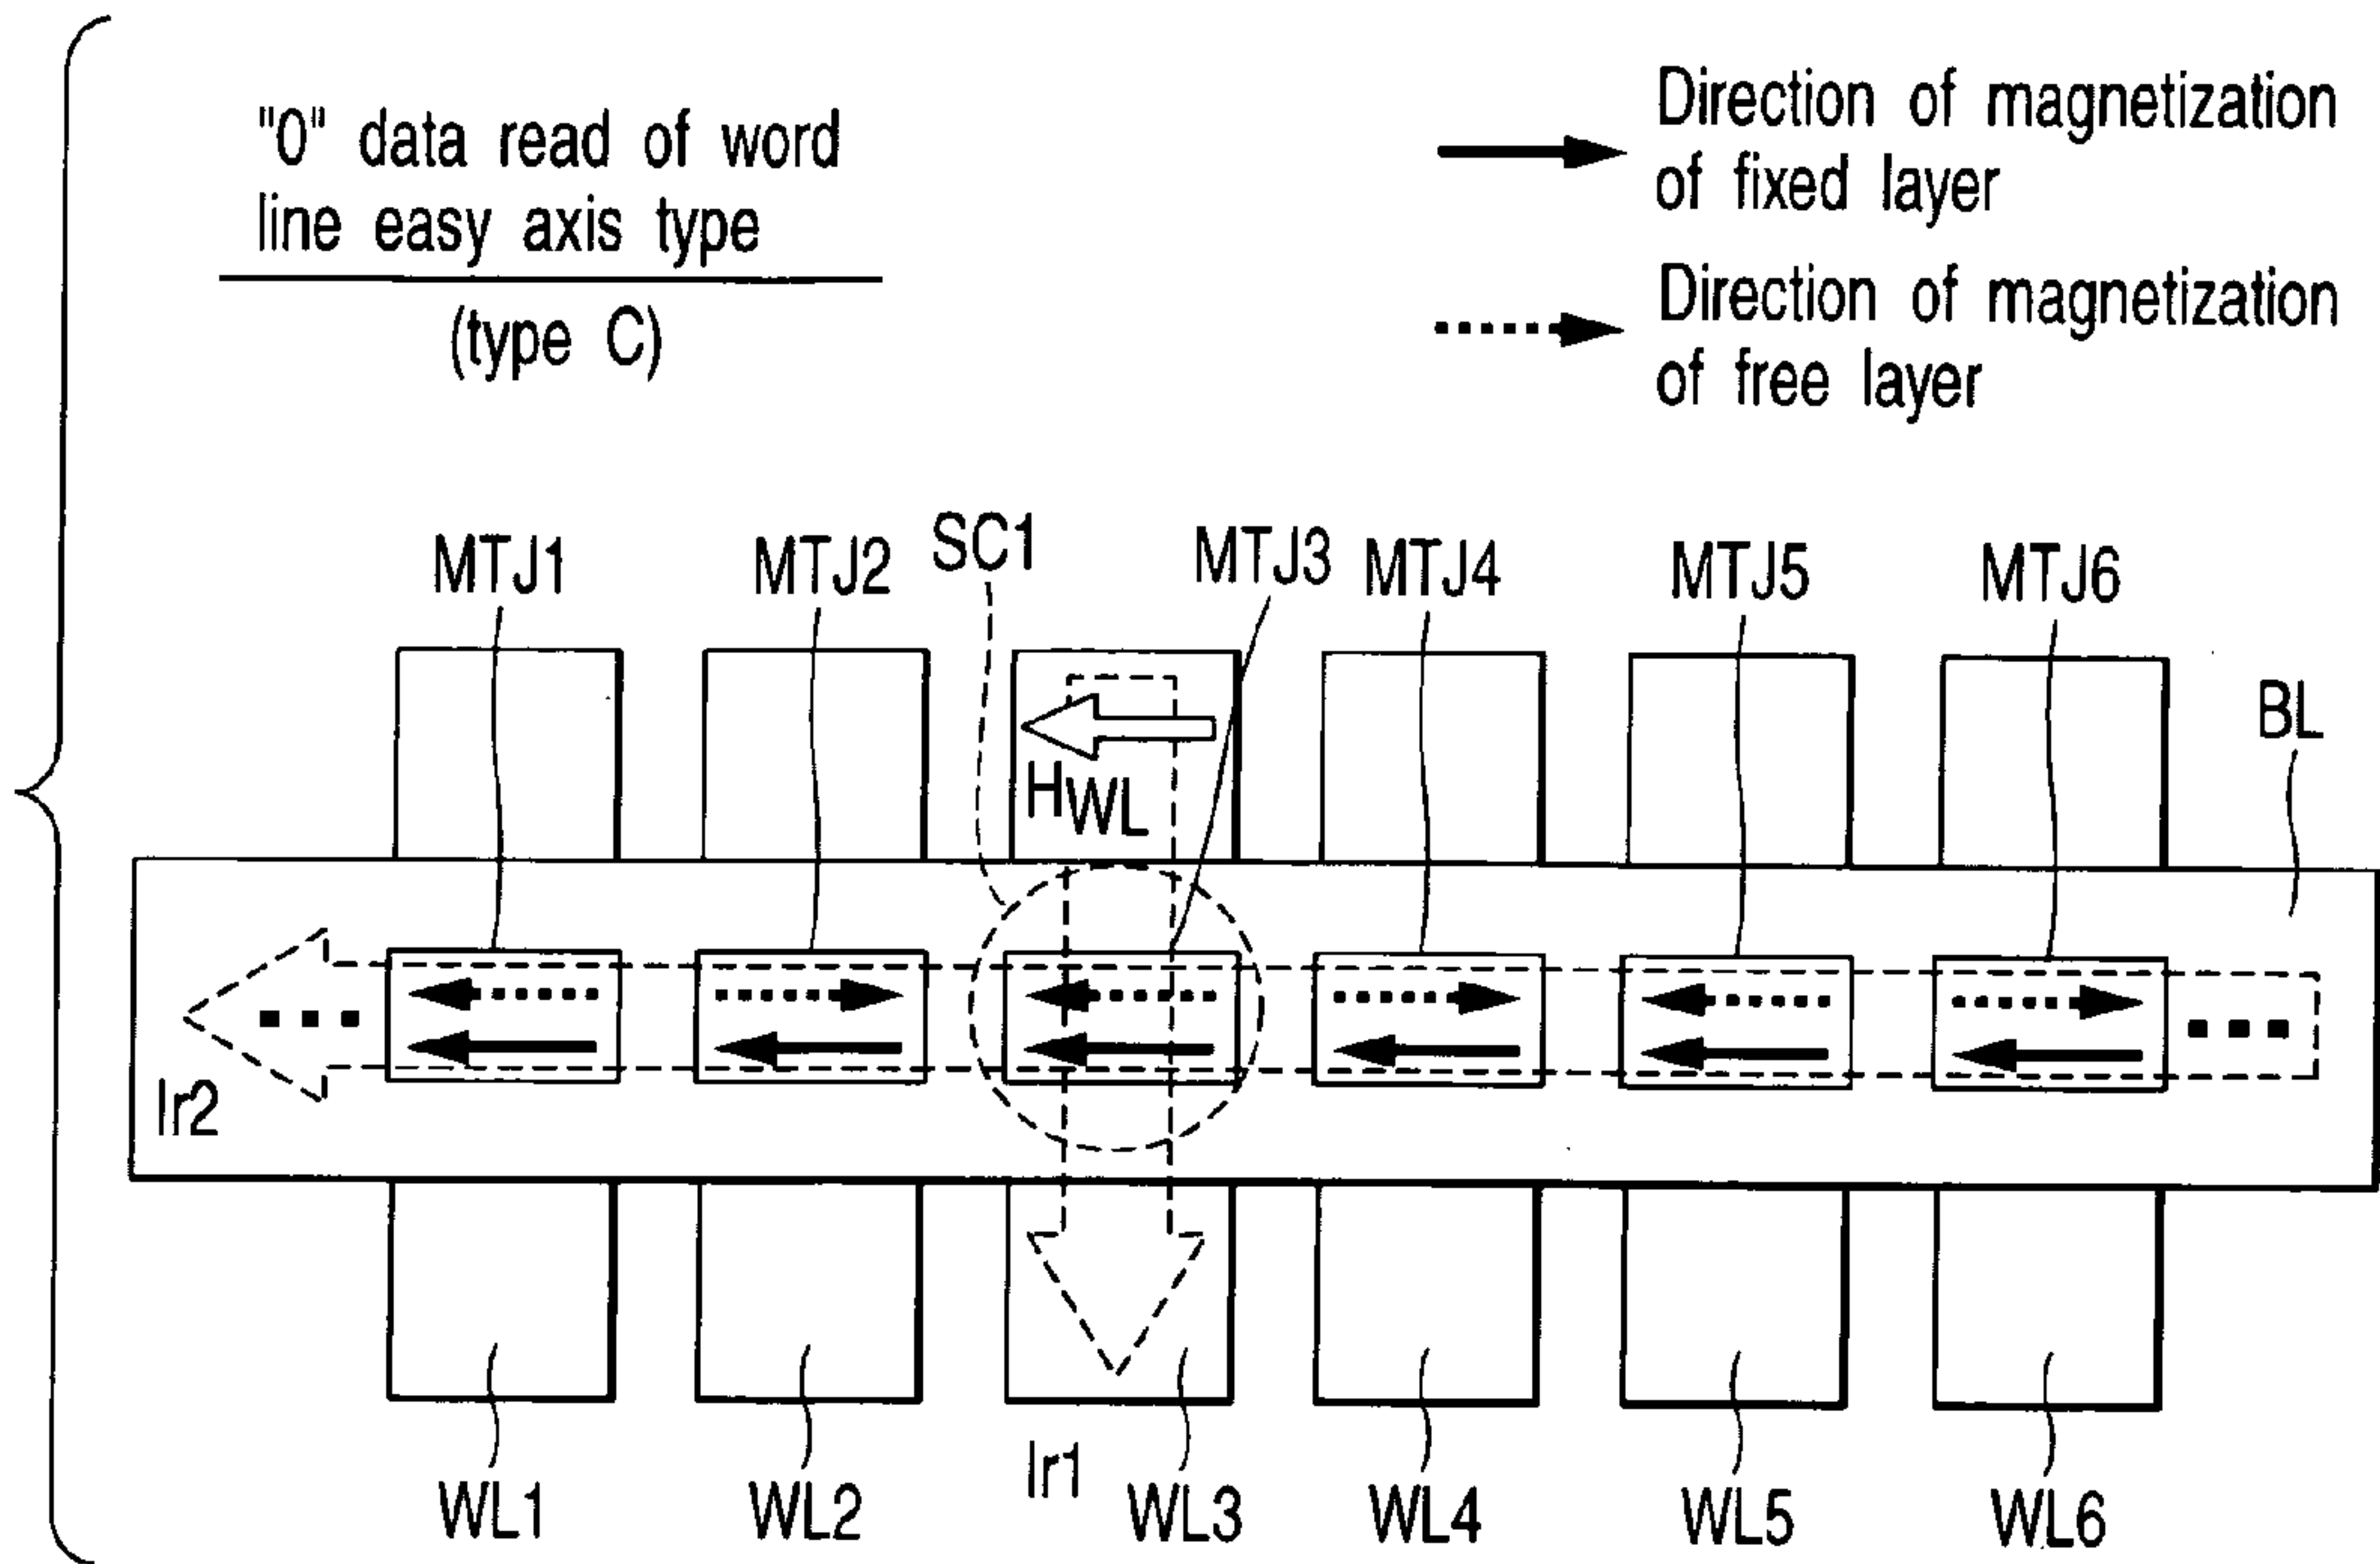 "0" data read of word
line easy axis type
(type C)
Direction of magnetization
of fixed layer
Direction of magnetization
of free layer
MTJ1
MTJ2
SC1
MTJ3
MTJ4
MTJ5
MTJ6
BL
HWL
Ir2
Ir1
WL1
WL2
WL3
WL4
WL5
WL6